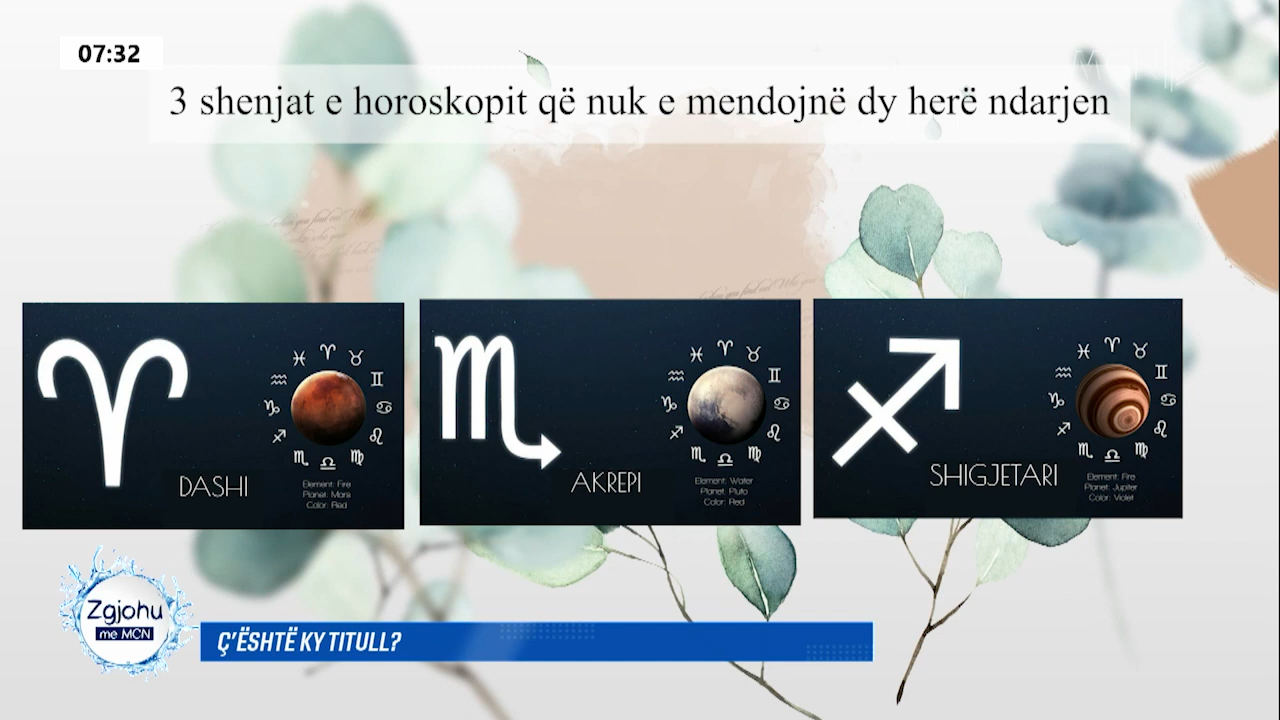 07:32
3 shenjat e horoskopit që nuk e mendojnë dy herë ndarjen
DASHI
Element: Fire
Planet: Mars
Color: Red
AKREPI
Element: Water
Planet: Pluto
Color: Red
SHIGJETARI
Element: Fire
Planet: Jupiter
Color: Violet
Zgjohu
me MCN
Ç'ËSHTË KY TITULL?